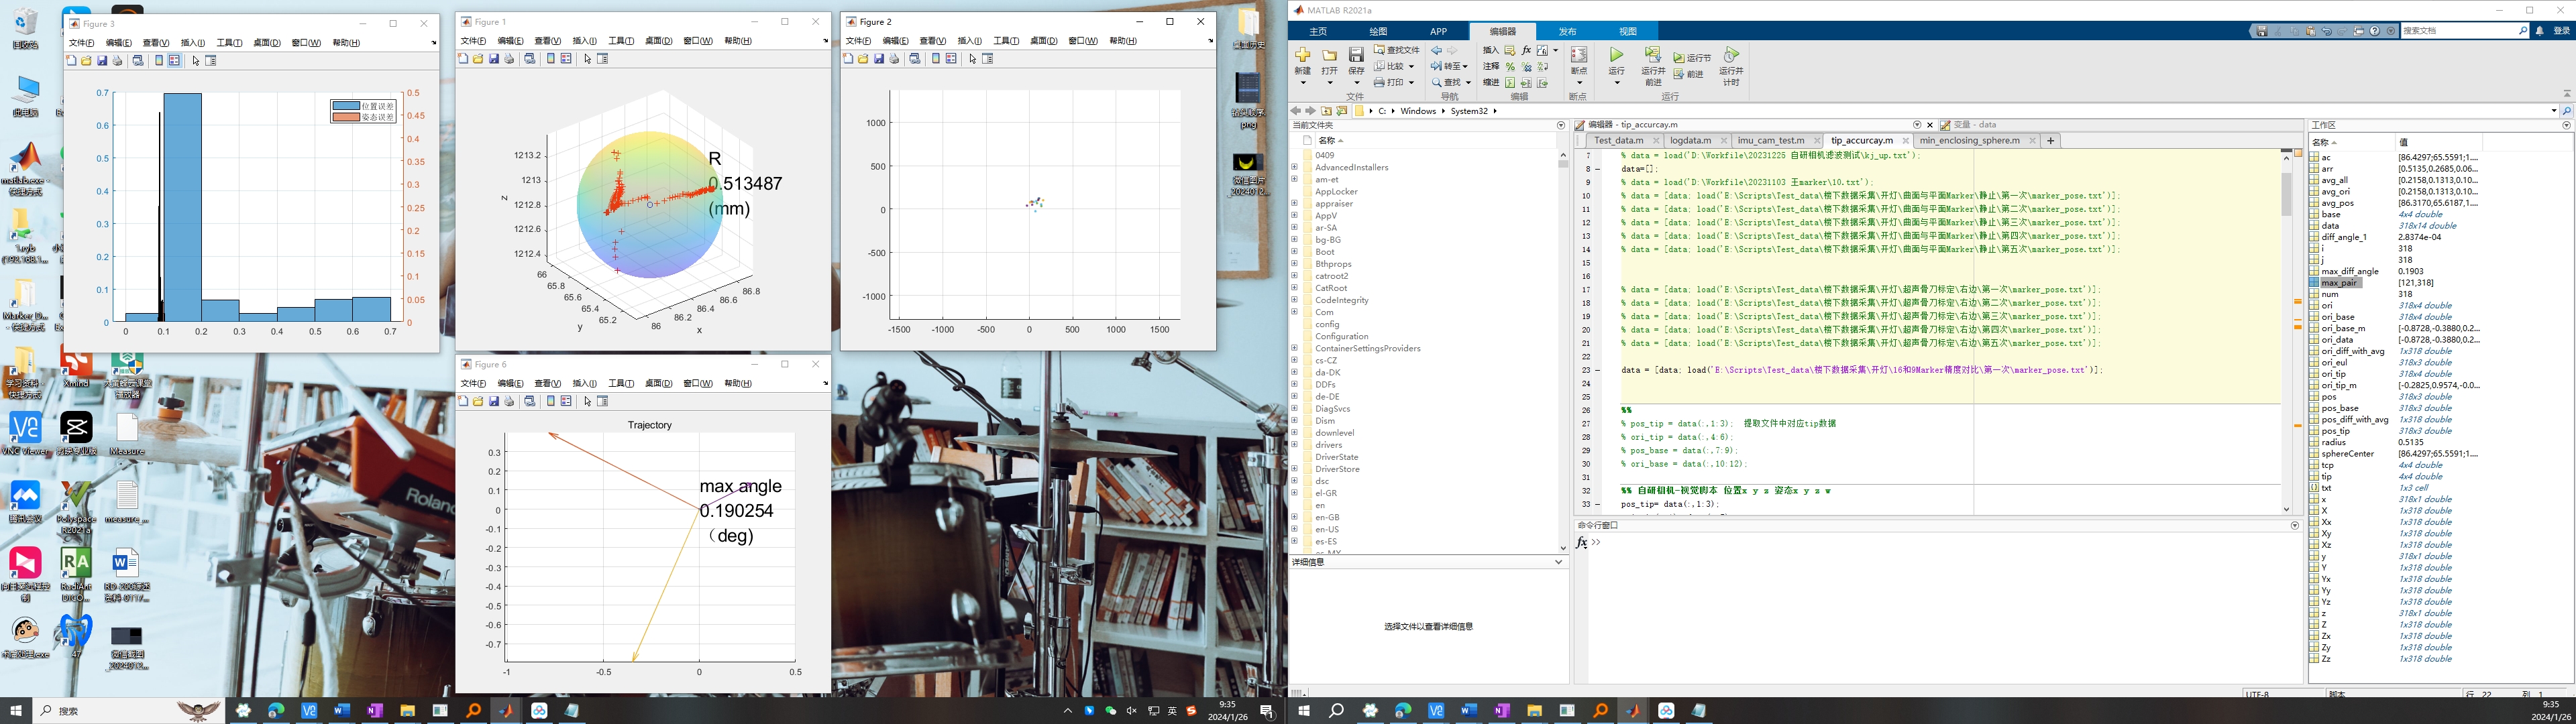 Figure 3
文件(F) 编辑(E) 查看(V) 插入(I) 工具(T) 桌面(D) 窗口(W) 帮助(H)
位置误差
姿态误差
0.7
0.6
0.5
0.4
0.3
0.2
0.1
0
0.5
0.45
0.4
0.35
0.3
0.25
0.2
0.15
0.1
0.05
0
0 0.1 0.2 0.3 0.4 0.5 0.6 0.7
Figure 1
文件(F) 编辑(E) 查看(V) 插入(I) 工具(T) 桌面(D) 窗口(W) 帮助(H)
1213.2
1213
1212.8
1212.6
1212.4
z
66
65.8
65.6
65.4
65.2
y
86
86.2
86.4
86.6
86.8
x
R
0.513487
(mm)
Figure 2
文件(F) 编辑(E) 查看(V) 插入(I) 工具(T) 桌面(D) 窗口(W) 帮助(H)
1000
500
0
-500
-1000
-1500 -1000 -500 0 500 1000 1500
Figure 6
文件(F) 编辑(E) 查看(V) 插入(I) 工具(T) 桌面(D) 窗口(W) 帮助(H)
Trajectory
0.3
0.2
0.1
0
-0.1
-0.2
-0.3
-0.4
-0.5
-0.6
-0.7
-1 -0.5 0 0.5
max angle
0.190254
（deg)
回收站
此电脑
VNC Viewer
Xmind
Measure
腾讯会议
Polyspace R2021a
measure_...
Roland
搜索
英
9:35
2024/1/26
MATLAB R2021a
主页 绘图 APP 编辑器 发布 视图
搜索文档
登录
新建 打开 保存
查找文件
比较
打印
文件
转至
查找
导航
插入
注释
缩进
编辑
断点
断点
运行
运行并前进
运行节
前进
运行并计时
运行
C: Windows System32
当前文件夹
名称
0409
AdvancedInstallers
am-et
AppLocker
appraiser
AppV
ar-SA
bg-BG
Boot
Bthprops
catroot2
CatRoot
CodeIntegrity
Com
config
Configuration
ContainerSettingsProviders
cs-CZ
da-DK
DDFs
de-DE
DiagSvcs
Dism
downlevel
drivers
DriverState
DriverStore
dsc
el-GR
en
en-GB
en-US
es-ES
es-MX
详细信息
选择文件以查看详细信息
编辑器 - tip_accurcay.m
变量 - data
Test_data.m logdata.m imu_cam_test.m tip_accurcay.m min_enclosing_sphere.m
7 % data = load('D:\Workfile\20231225 自研相机滤波测试\kj_up.txt');
8 data=[];
9 % data = load('D:\Workfile\20231103 王marker\10.txt');
10 % data = [data; load('E:\Scripts\Test_data\楼下数据采集\开灯\曲面与平面Marker\静止\第一次\marker_pose.txt')];
11 % data = [data; load('E:\Scripts\Test_data\楼下数据采集\开灯\曲面与平面Marker\静止\第二次\marker_pose.txt')];
12 % data = [data; load('E:\Scripts\Test_data\楼下数据采集\开灯\曲面与平面Marker\静止\第三次\marker_pose.txt')];
13 % data = [data; load('E:\Scripts\Test_data\楼下数据采集\开灯\曲面与平面Marker\静止\第四次\marker_pose.txt')];
14 % data = [data; load('E:\Scripts\Test_data\楼下数据采集\开灯\曲面与平面Marker\静止\第五次\marker_pose.txt')];
15
16
17 % data = [data; load('E:\Scripts\Test_data\楼下数据采集\开灯\超声骨刀标定\右边\第一次\marker_pose.txt')];
18 % data = [data; load('E:\Scripts\Test_data\楼下数据采集\开灯\超声骨刀标定\右边\第二次\marker_pose.txt')];
19 % data = [data; load('E:\Scripts\Test_data\楼下数据采集\开灯\超声骨刀标定\右边\第三次\marker_pose.txt')];
20 % data = [data; load('E:\Scripts\Test_data\楼下数据采集\开灯\超声骨刀标定\右边\第四次\marker_pose.txt')];
21 % data = [data; load('E:\Scripts\Test_data\楼下数据采集\开灯\超声骨刀标定\右边\第五次\marker_pose.txt')];
22
23 data = [data; load('E:\Scripts\Test_data\楼下数据采集\开灯\16和9Marker精度对比\第一次\marker_pose.txt')];
24
25
26 %%
27 % pos_tip = data(:,1:3); 提取文件中对应tip数据
28 % ori_tip = data(:,4:6);
29 % pos_base = data(:,7:9);
30 % ori_base = data(:,10:12);
31
32 %% 自研相机-视觉脚本 位置x y z 姿态x y z w
33 pos_tip= data(:,1:3);
命令行窗口
fx >>
工作区
名称 值
ac [86.4297;65.5591;1....
arr [0.5135,0.2685,0.06...
avg_all [0.2158,0.1313,0.10...
avg_ori [0.2158,0.1313,0.10...
avg_pos [86.3170,65.6187,1....
base 4x4 double
data 318x14 double
diff_angle_1 2.8374e-04
i 318
j 318
max_diff_angle 0.1903
max_pair [121,318]
num 318
ori 318x4 double
ori_base 318x4 double
ori_base_m [-0.8728,-0.3880,0.2...
ori_data [-0.8728,-0.3880,0.2...
ori_diff_with_avg 1x318 double
ori_eul 318x3 double
ori_tip 318x4 double
ori_tip_m [-0.2825,0.9574,-0.0...
pos 318x3 double
pos_base 318x3 double
pos_diff_with_avg 1x318 double
pos_tip 318x3 double
radius 0.5135
sphereCenter [86.4297;65.5591;1....
tcp 4x4 double
tip 4x4 double
txt 1x3 cell
x 318x1 double
X 1x318 double
Xx 1x318 double
Xy 1x318 double
Xz 1x318 double
y 318x1 double
Y 1x318 double
Yx 1x318 double
Yy 1x318 double
Yz 1x318 double
z 318x1 double
Z 1x318 double
Zx 1x318 double
Zy 1x318 double
Zz 1x318 double
UTF-8 脚本 行 22 列 1
英
9:35
2024/1/26